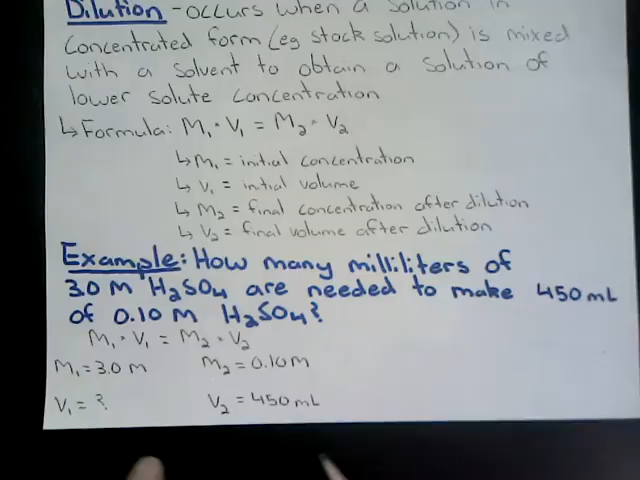 Dilution - occurs when a solution in
concentrated form (eg stock solution) is mixed
with a solvent to obtain a solution of
lower solute concentration
↳ Formula: M₁ · V₁ = M₂ · V₂
↳ M₁ = initial concentration
↳ V₁ = initial volume
↳ M₂ = final concentration after dilution
↳ V₂ = final volume after dilution
Example: How many milliliters of
3.0 M H₂SO₄ are needed to make 450 mL
of 0.10 M H₂SO₄?
M₁ · V₁ = M₂ · V₂
M₁ = 3.0 M M₂ = 0.10 M
V₁ = ? V₂ = 450 mL